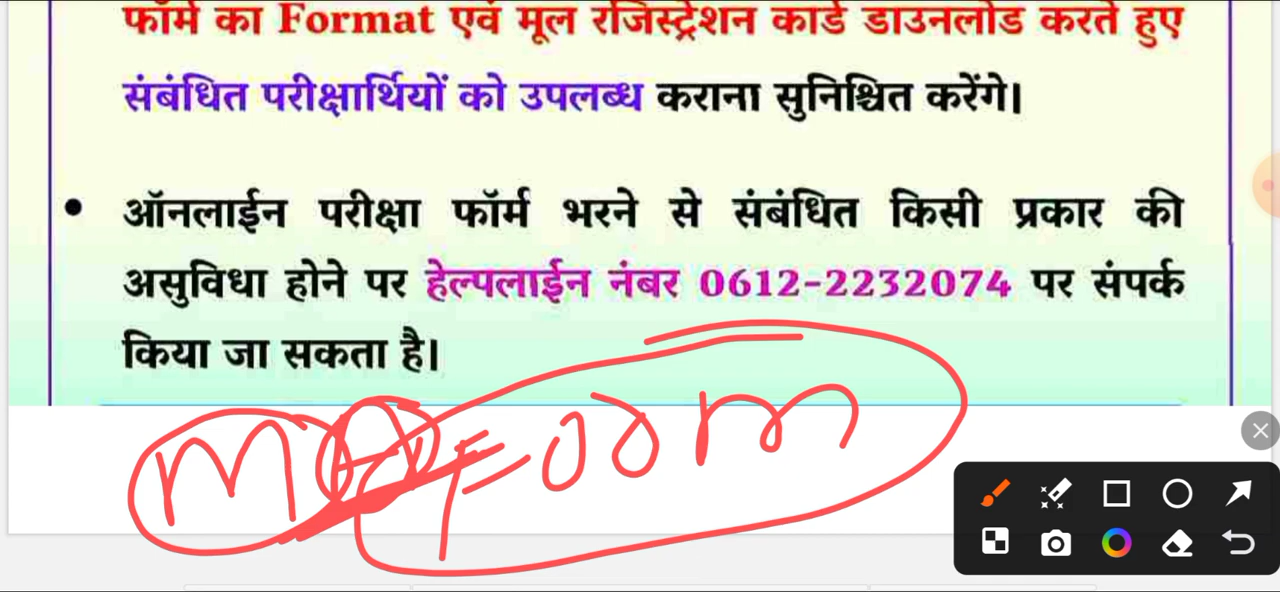 फॉर्म का Format एवं मूल रजिस्ट्रेशन कार्ड डाउनलोड करते हुए
संबंधित परीक्षार्थियों को उपलब्ध कराना सुनिश्चित करेंगे।
• ऑनलाईन परीक्षा फॉर्म भरने से संबंधित किसी प्रकार की
असुविधा होने पर हेल्पलाईन नंबर 0612-2232074 पर संपर्क
किया जा सकता है।